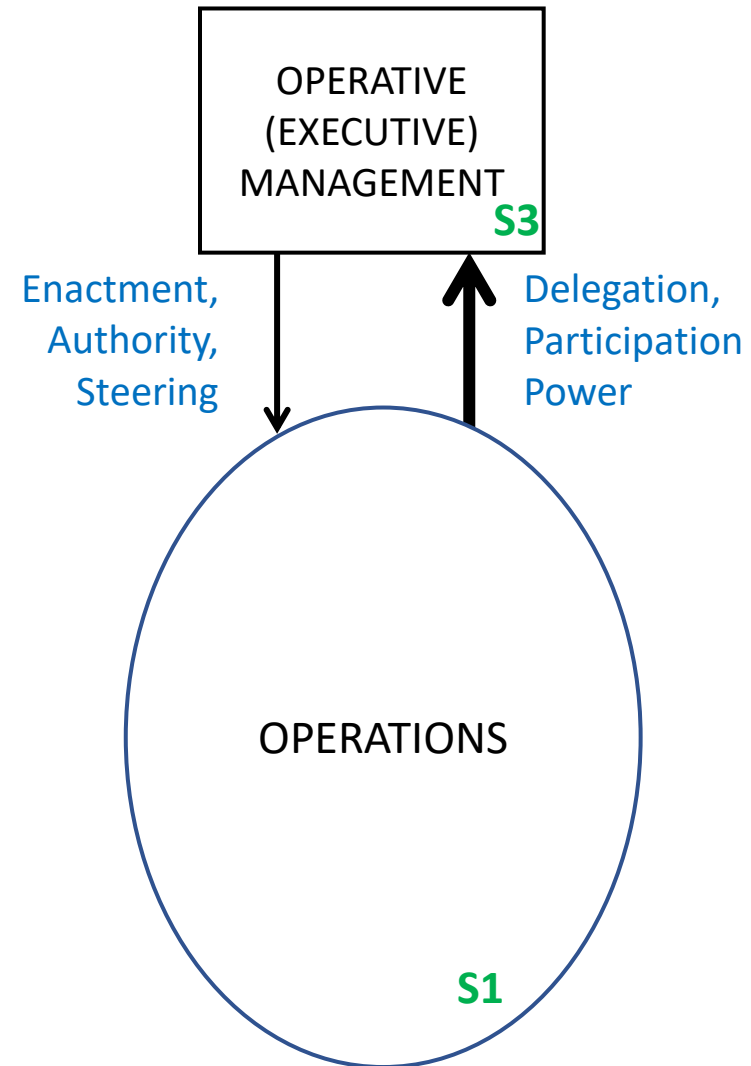 OPERATIVE
(EXECUTIVE)
MANAGEMENT
S3
Enactment,
Authority,
Steering
Delegation,
Participation
Power
OPERATIONS
S1